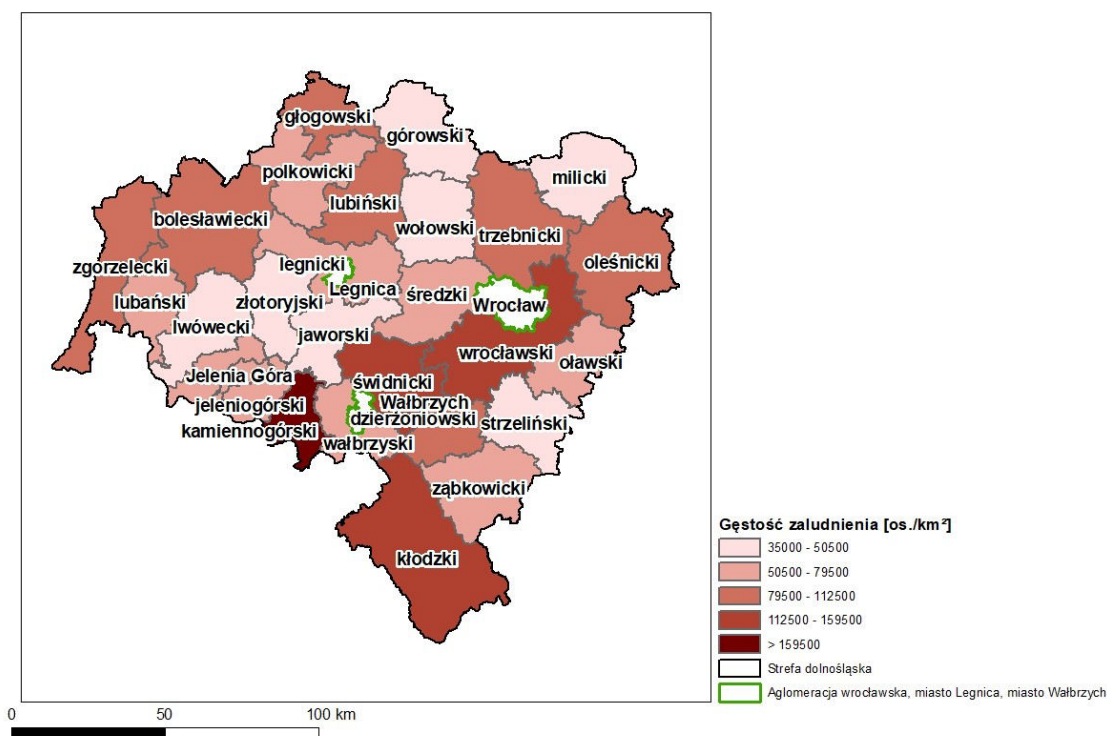 głogowski
górowski
milicki
polkowicki
lubiński
bolesławiecki
wołowski
trzebnicki
oleśnicki
zgorzelecki
legnicki
Legnica
lubański
złotoryjski
średzki
Wrocław
lwówecki
jaworski
wrocławski
oławski
Jelenia Góra
świdnicki
jeleniogórski
Wałbrzych
dzierżoniowski
strzeliński
kamiennogórski
wałbrzyski
ząbkowicki
kłodzki
Gęstość zaludnienia [os./km²]
35000 - 50500
50500 - 79500
79500 - 112500
112500 - 159500
> 159500
Strefa dolnośląska
Aglomeracja wrocławska, miasto Legnica, miasto Wałbrzych
0 50 100 km